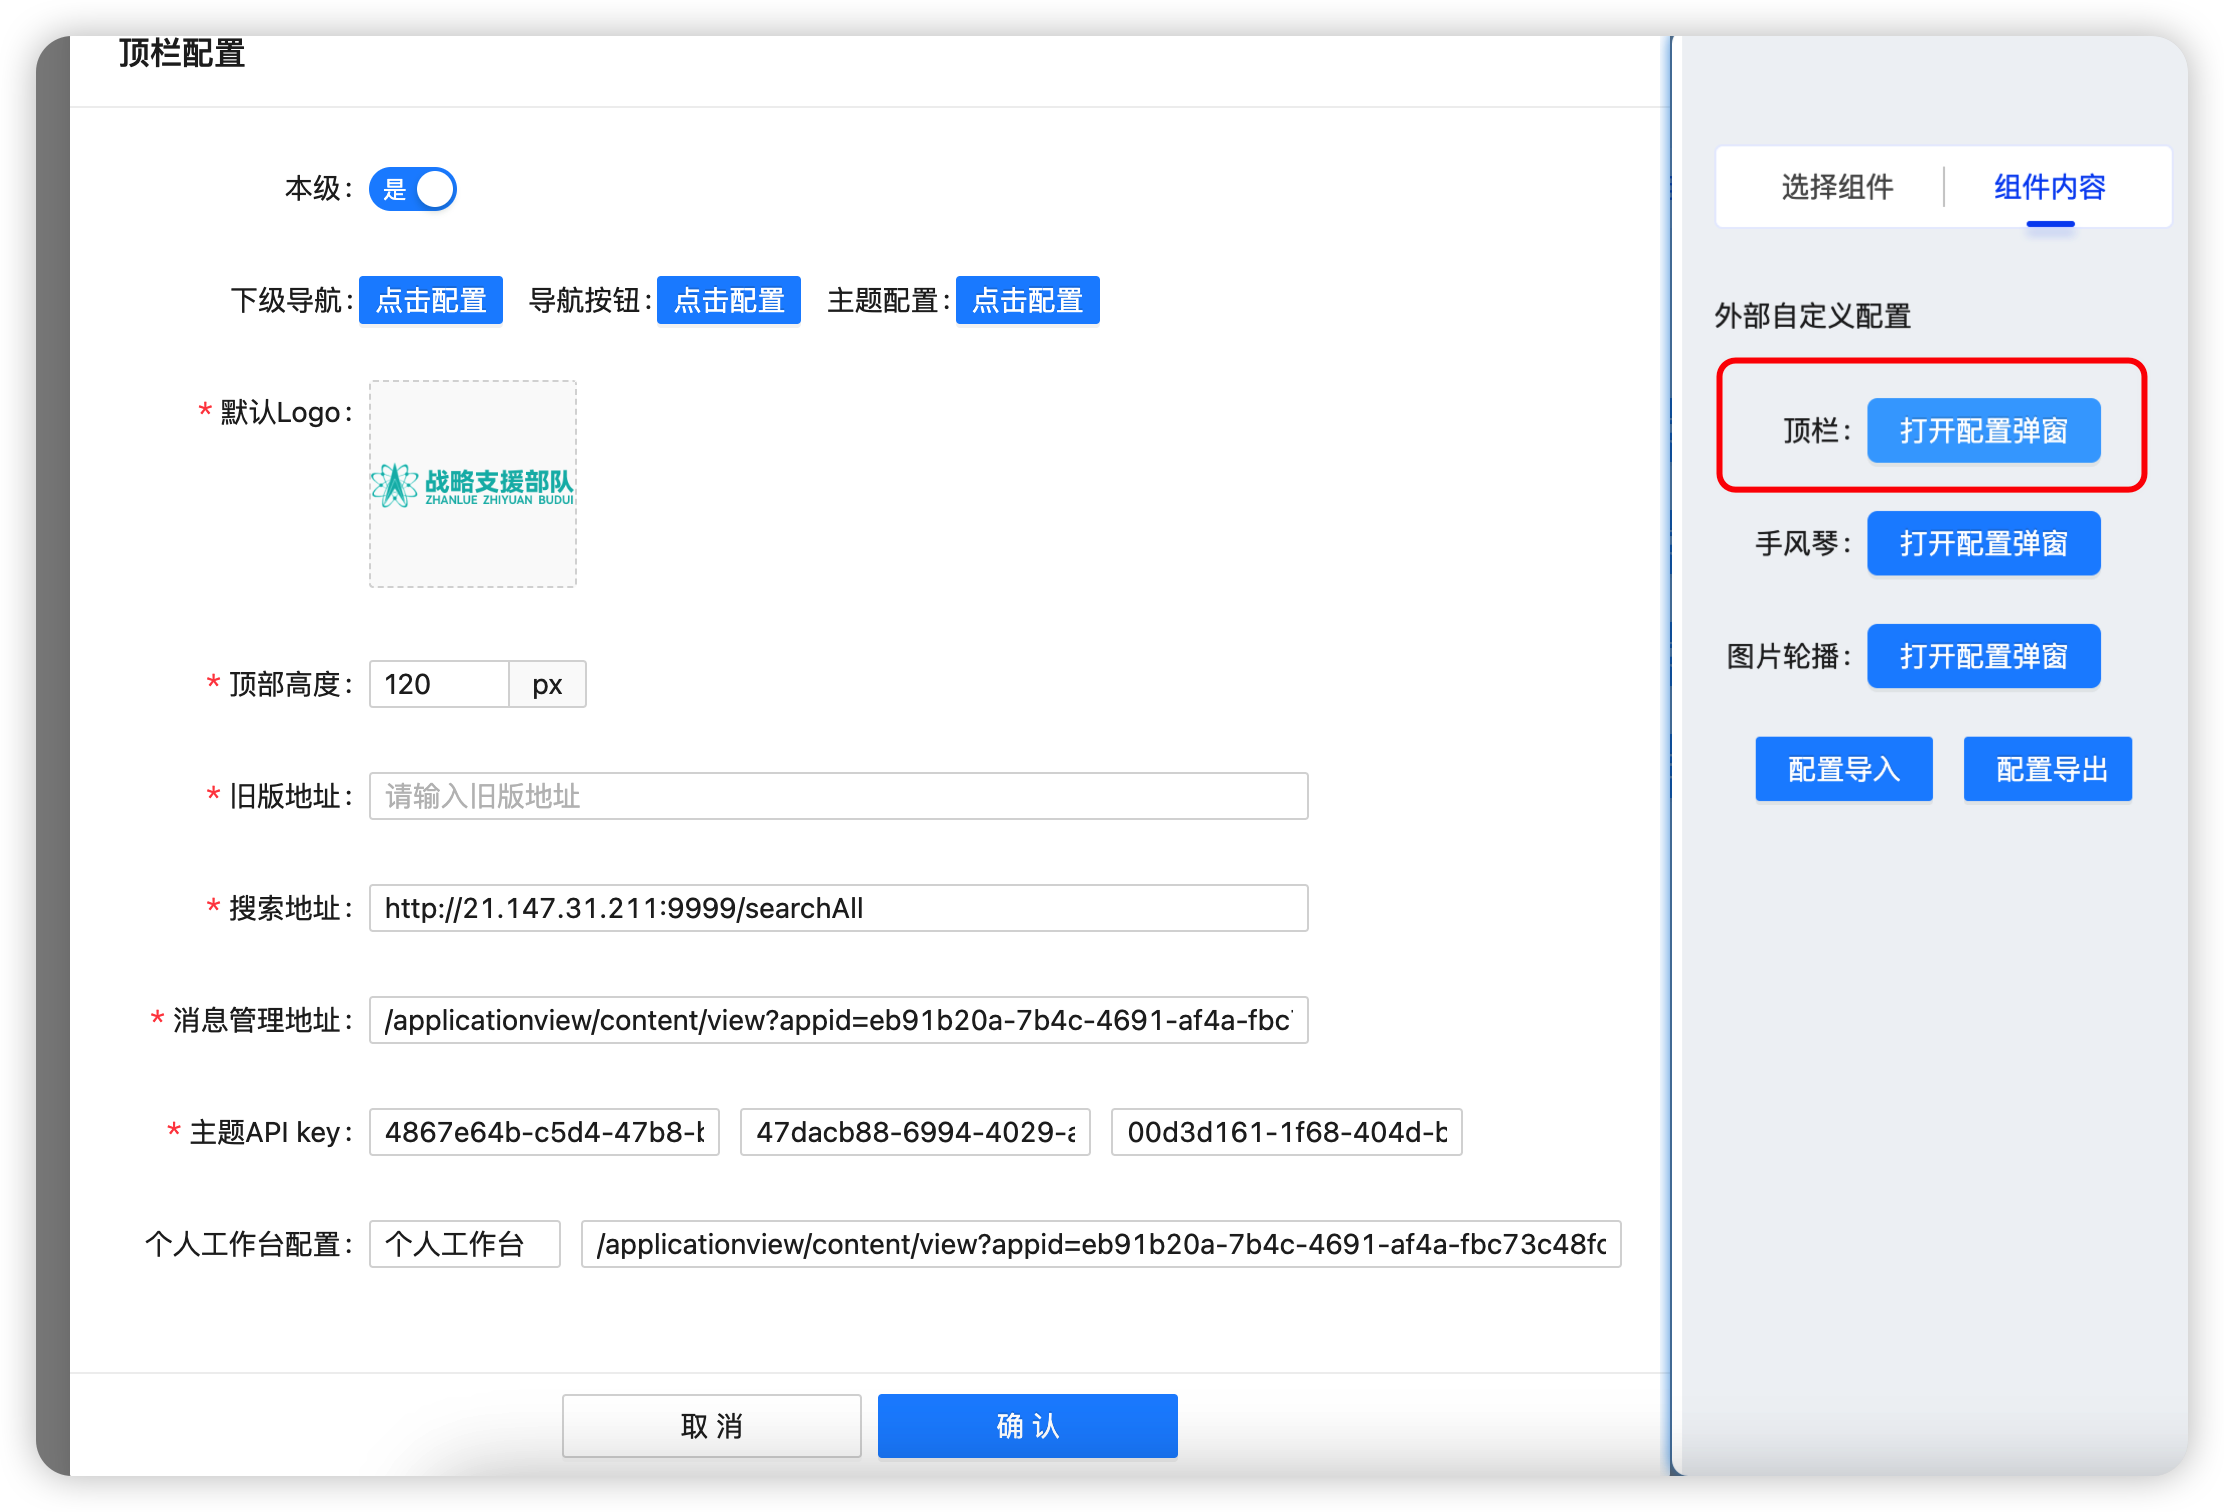 顶栏配置
本级: 是
下级导航: 点击配置 导航按钮: 点击配置 主题配置: 点击配置
* 默认Logo:
战略支援部队
ZHANLUE ZHIYUAN BUDUI
* 顶部高度: 120 px
* 旧版地址: 请输入旧版地址
* 搜索地址: http://21.147.31.211:9999/searchAll
* 消息管理地址: /applicationview/content/view?appid=eb91b20a-7b4c-4691-af4a-fbc
* 主题API key: 4867e64b-c5d4-47b8- 47dacb88-6994-4029- 00d3d161-1f68-404d-b
个人工作台配置: 个人工作台 /applicationview/content/view?appid=eb91b20a-7b4c-4691-af4a-fbc73c48f
取 消 确 认
选择组件 组件内容
外部自定义配置
顶栏: 打开配置弹窗
手风琴: 打开配置弹窗
图片轮播: 打开配置弹窗
配置导入 配置导出